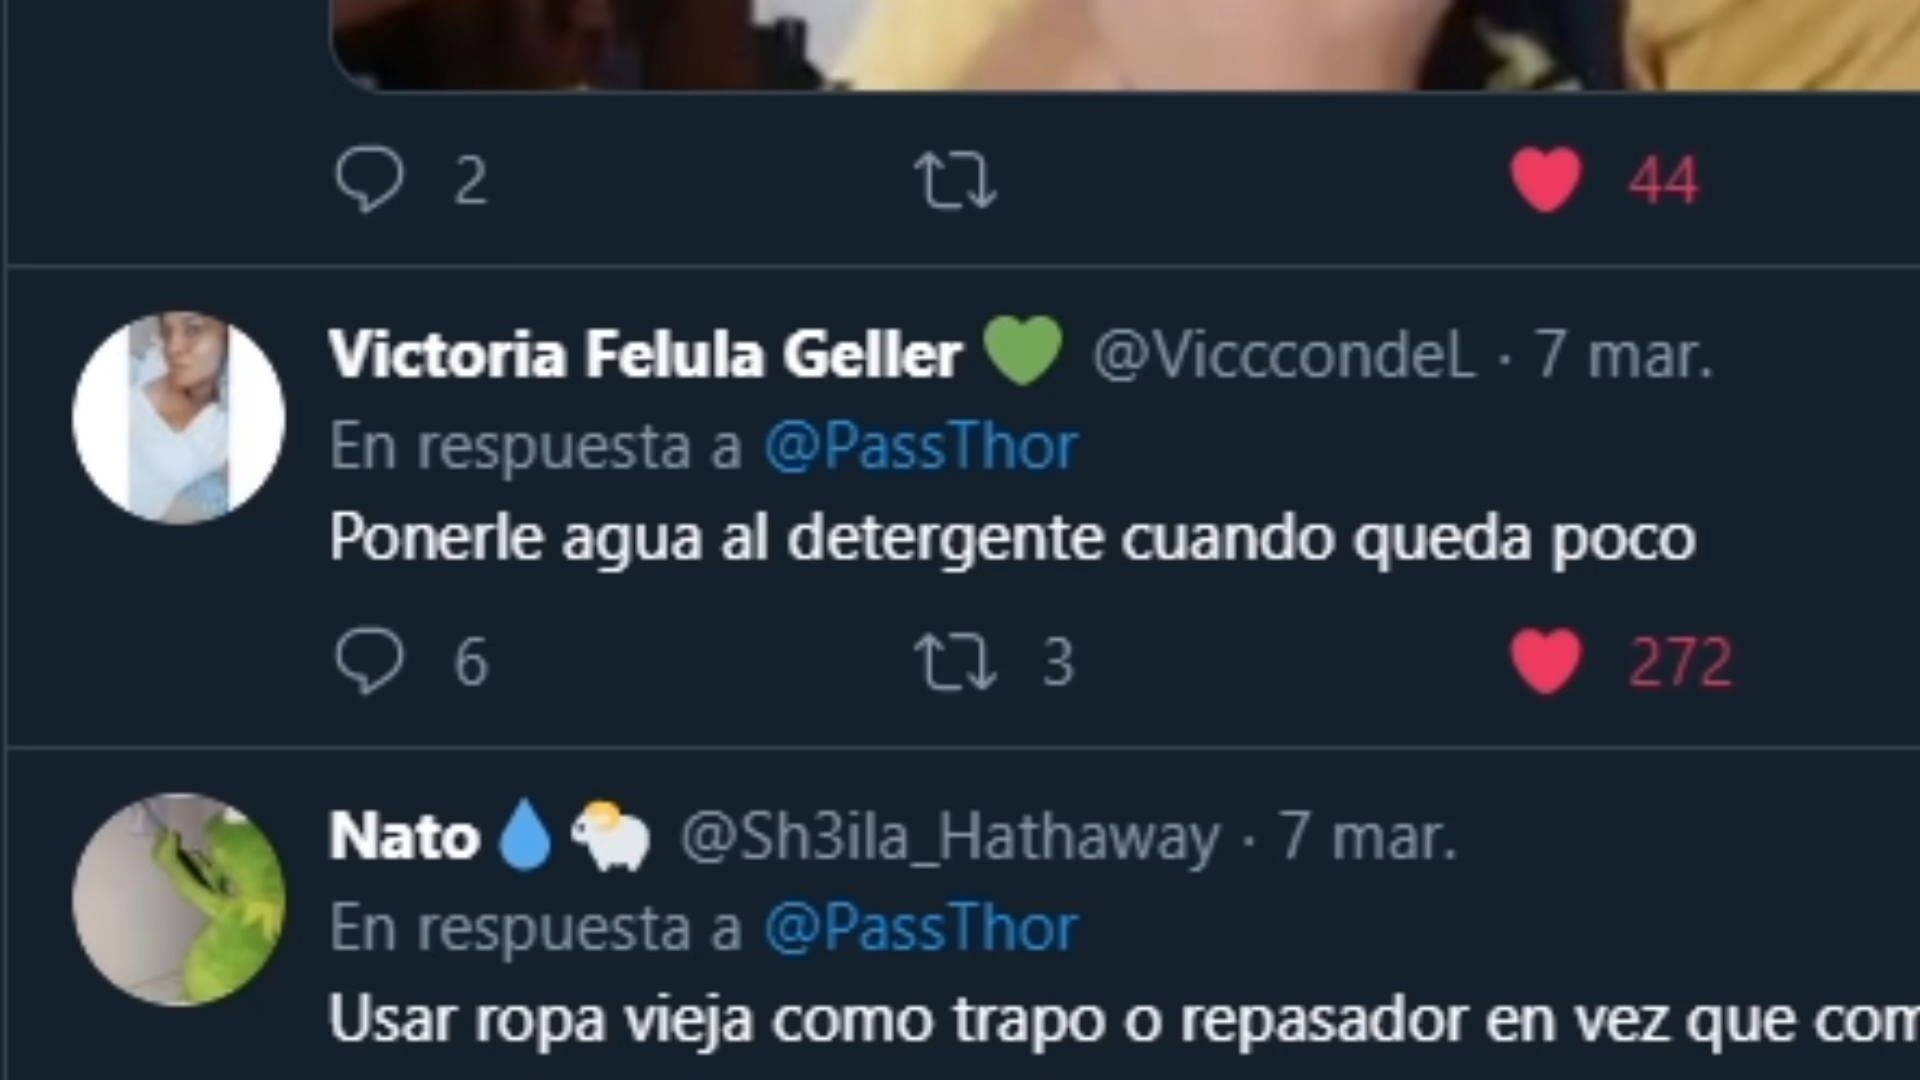 2 44
Victoria Felula Geller 💚 @VicccondeL · 7 mar.
En respuesta a @PassThor
Ponerle agua al detergente cuando queda poco
6 3 272
Nato 💧🐏 @Sh3ila_Hathaway · 7 mar.
En respuesta a @PassThor
Usar ropa vieja como trapo o repasador en vez que com